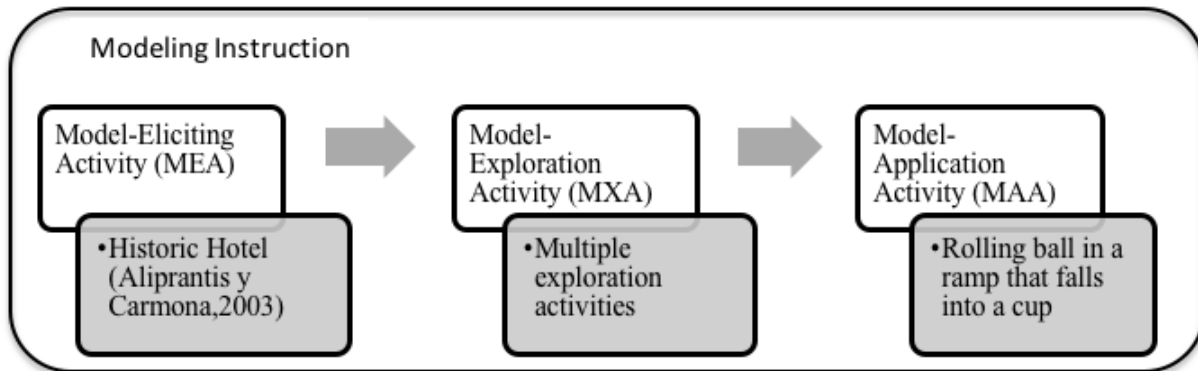 Modeling Instruction
Model-Eliciting
Activity (MEA)
•Historic Hotel
(Aliprantis y
Carmona,2003)
Model-
Exploration
Activity (MXA)
•Multiple
exploration
activities
Model-
Application
Activity (MAA)
•Rolling ball in a
ramp that falls
into a cup